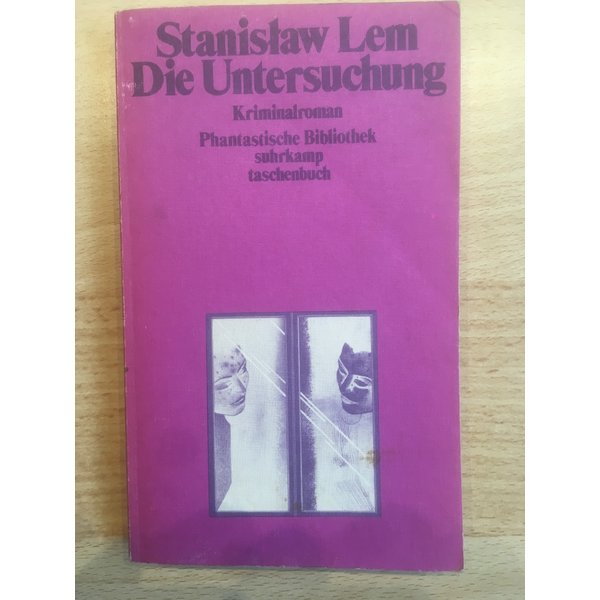 Stanisław Lem
Die Untersuchung
Kriminalroman
Phantastische Bibliothek
suhrkamp
taschenbuch